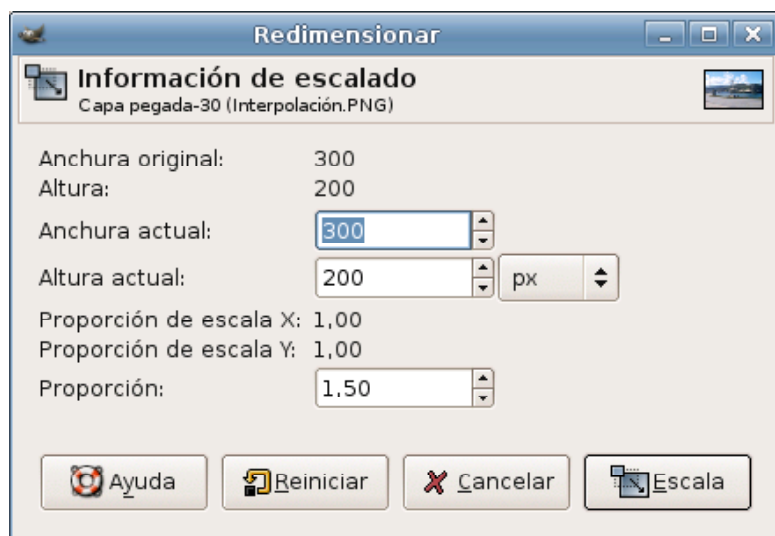 Redimensionar
Información de escalado
Capa pegada-30 (Interpolación.PNG)
Anchura original: 300
Altura: 200
Anchura actual: 300
Altura actual: 200 px
Proporción de escala X: 1,00
Proporción de escala Y: 1,00
Proporción: 1,50
Ayuda Reiniciar Cancelar Escala